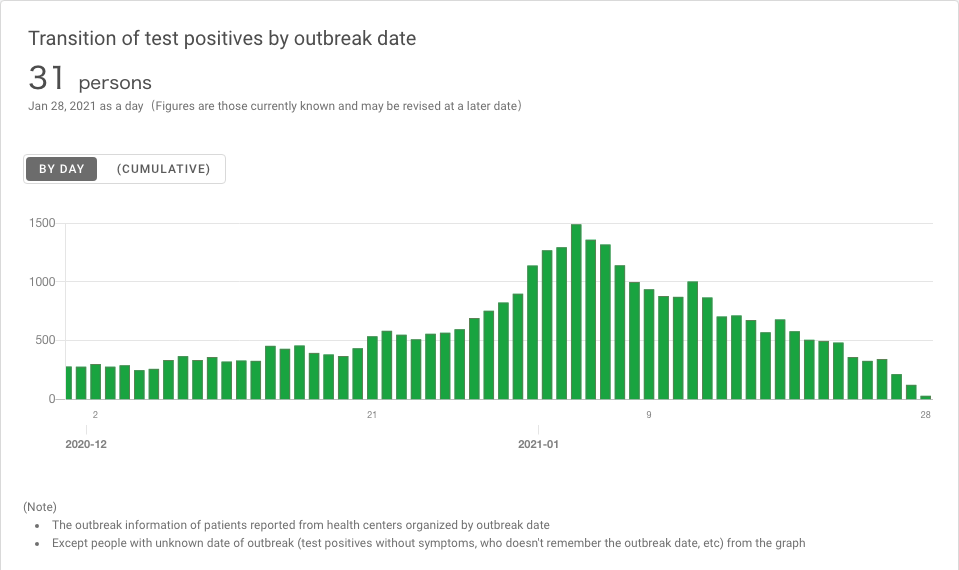 Transition of test positives by outbreak date
31 persons
Jan 28, 2021 as a day（Figures are those currently known and may be revised at a later date）
BY DAY (CUMULATIVE)
1500
1000
500
0
2 21 9 28
2020-12 2021-01
(Note)
• The outbreak information of patients reported from health centers organized by outbreak date
• Except people with unknown date of outbreak (test positives without symptoms, who doesn't remember the outbreak date, etc) from the graph